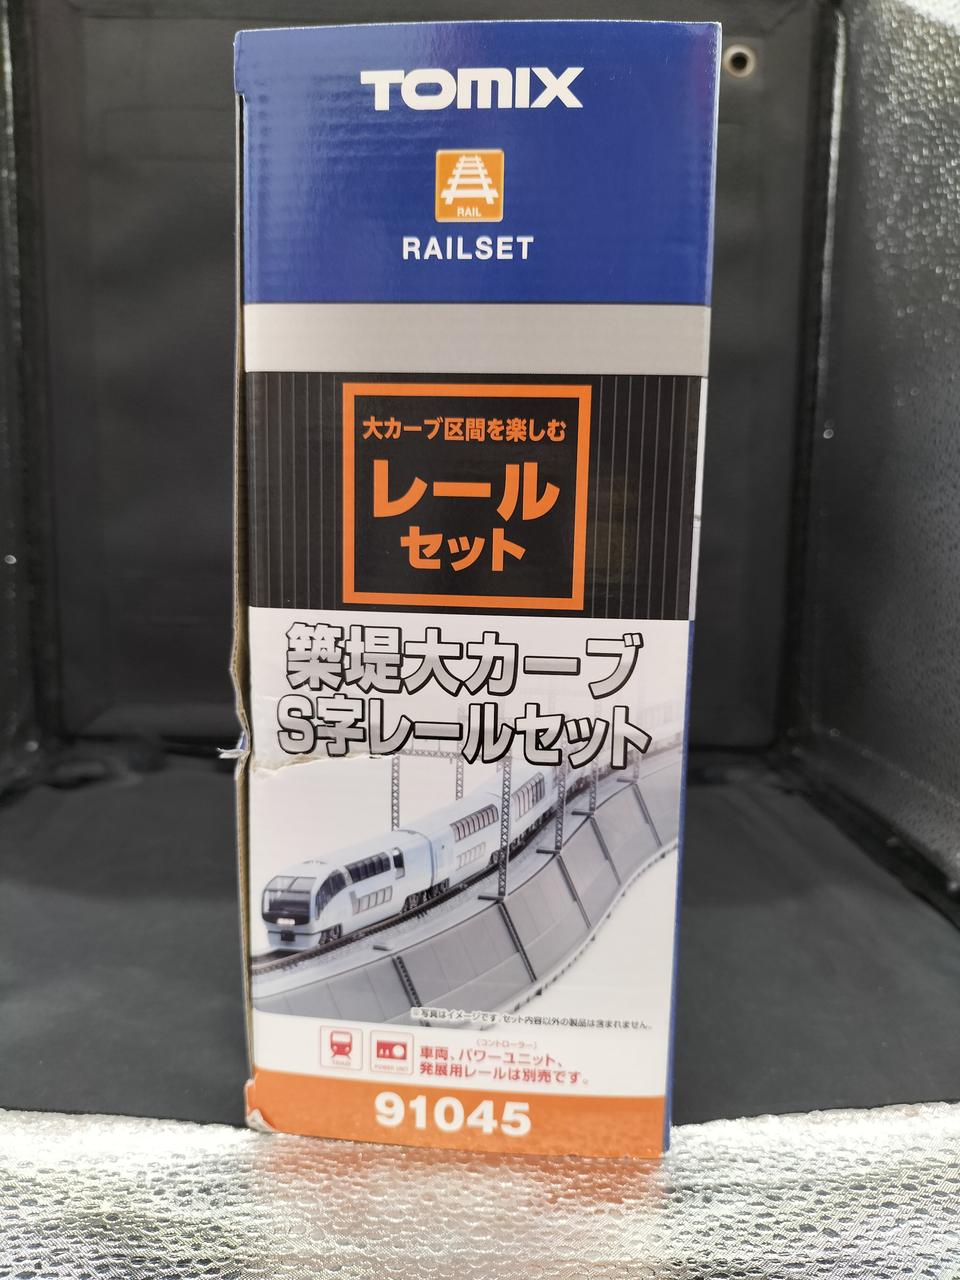 TOMIX
RAIL
RAILSET
大カーブ区間を楽しむ
レール
セット
築堤大カーブ
S字レールセット
※写真はイメージです。セット内容以外の製品は含まれません。
TRAIN
POWER UNIT
(コントローラー)
車両、パワーユニット、
発展用レールは別売です。
91045